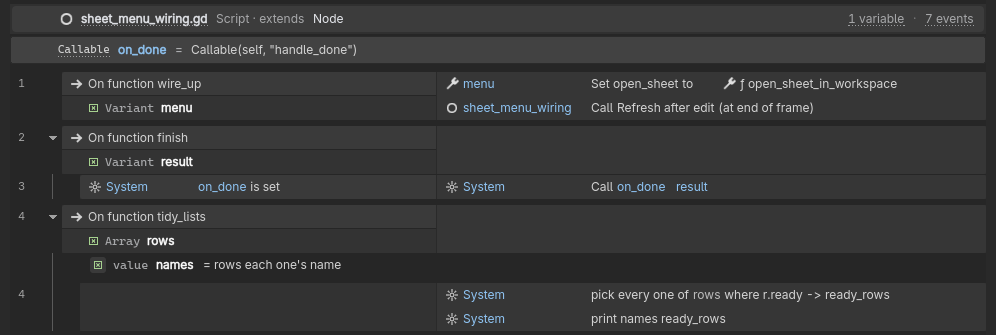 sheet_menu_wiring.gd Script · extends Node 1 variable · 7 events
Callable on_done = Callable(self, "handle_done")
1 → On function wire_up menu Set open_sheet to ƒ open_sheet_in_workspace
Variant menu sheet_menu_wiring Call Refresh after edit (at end of frame)
2 → On function finish
Variant result
3 System on_done is set System Call on_done result
4 → On function tidy_lists
Array rows
value names = rows each one's name
4 System pick every one of rows where r.ready -> ready_rows
System print names ready_rows